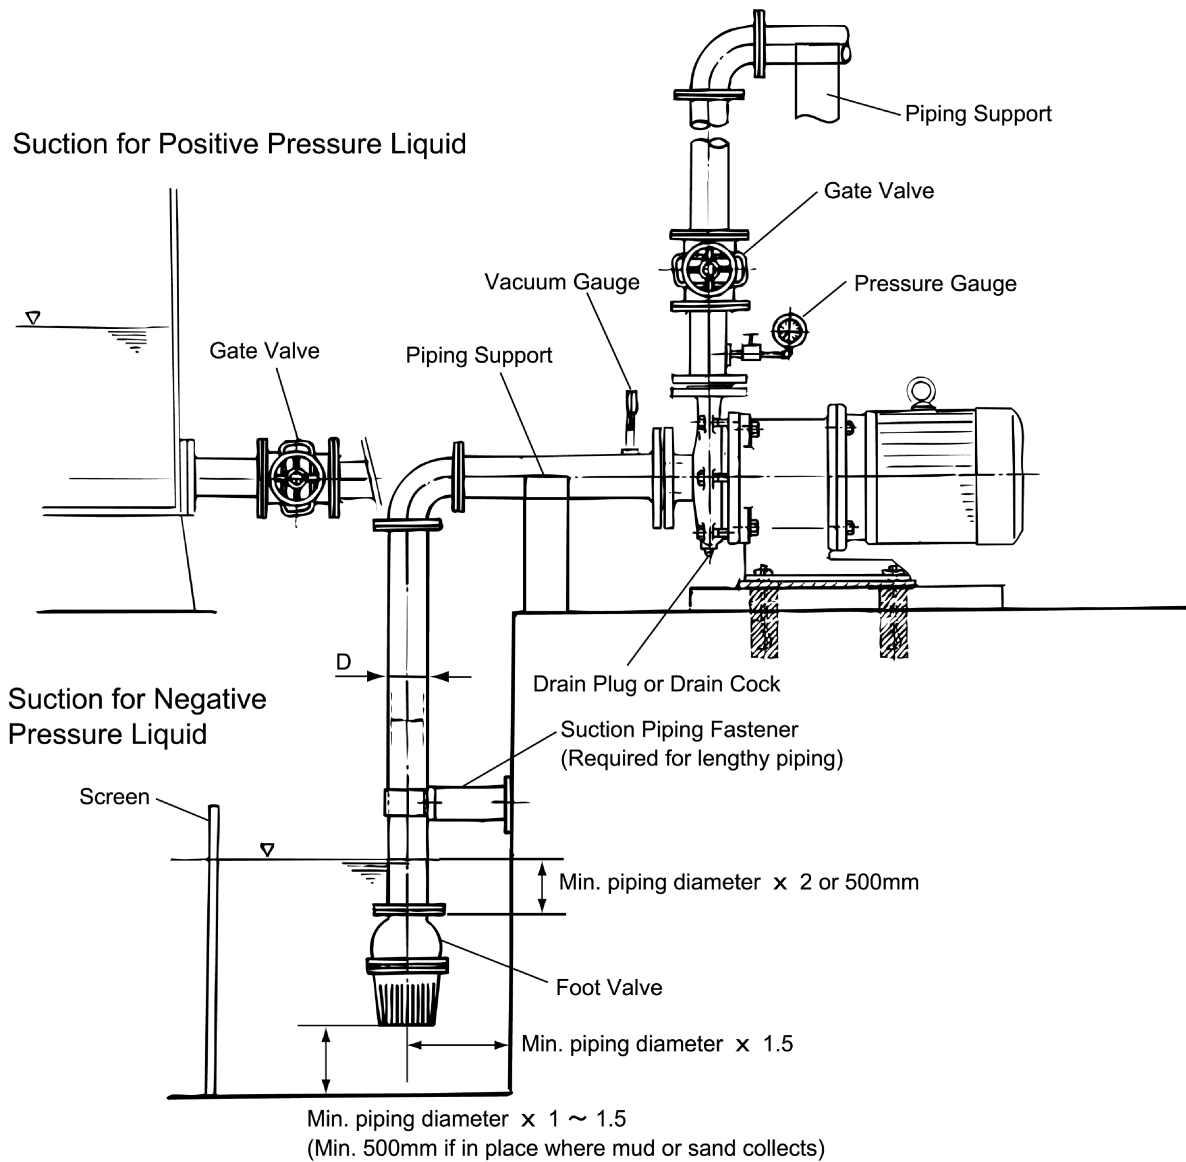 Piping Support
Suction for Positive Pressure Liquid
Gate Valve
Vacuum Gauge
Pressure Gauge
Gate Valve
Piping Support
D
Drain Plug or Drain Cock
Suction for Negative
Pressure Liquid
Suction Piping Fastener
(Required for lengthy piping)
Screen
Min. piping diameter x 2 or 500mm
Foot Valve
Min. piping diameter x 1.5
Min. piping diameter x 1 ~ 1.5
(Min. 500mm if in place where mud or sand collects)